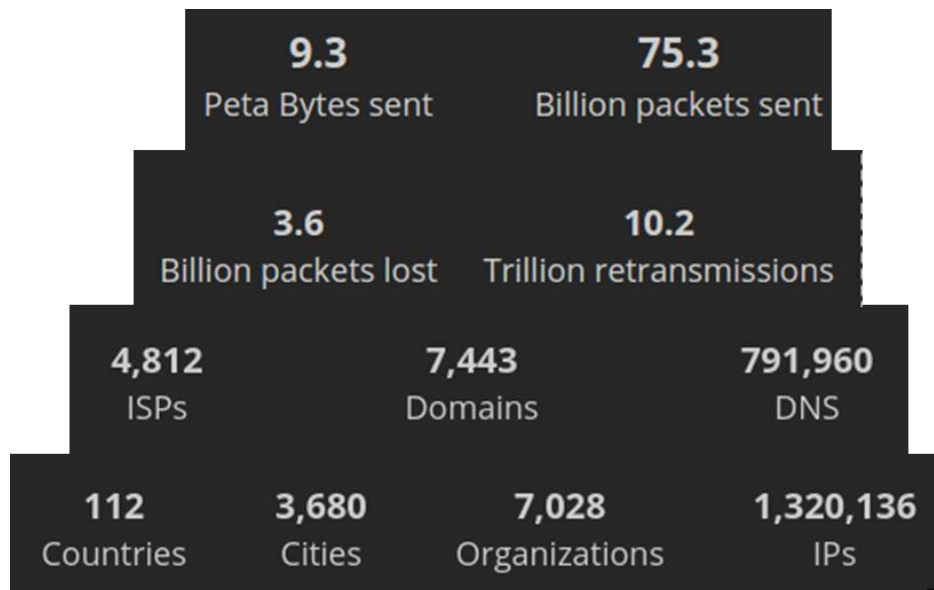 9.3 75.3
Peta Bytes sent Billion packets sent
3.6 10.2
Billion packets lost Trillion retransmissions
4,812 7,443 791,960
ISPs Domains DNS
112 3,680 7,028 1,320,136
Countries Cities Organizations IPs